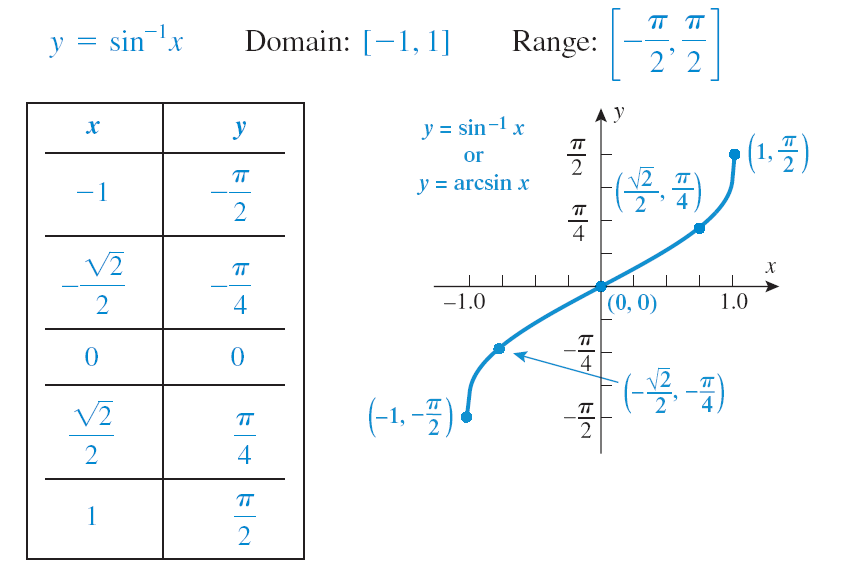 y = sin⁻¹x Domain: [−1, 1] Range: [−π/2, π/2]
x y
−1 −π/2
−√2/2 −π/4
0 0
√2/2 π/4
1 π/2
y = sin⁻¹ x
or
y = arcsin x
y
π/2
(1, π/2)
(√2/2, π/4)
π/4
x
−1.0
(0, 0)
1.0
−π/4
(−√2/2, −π/4)
(−1, −π/2)
−π/2